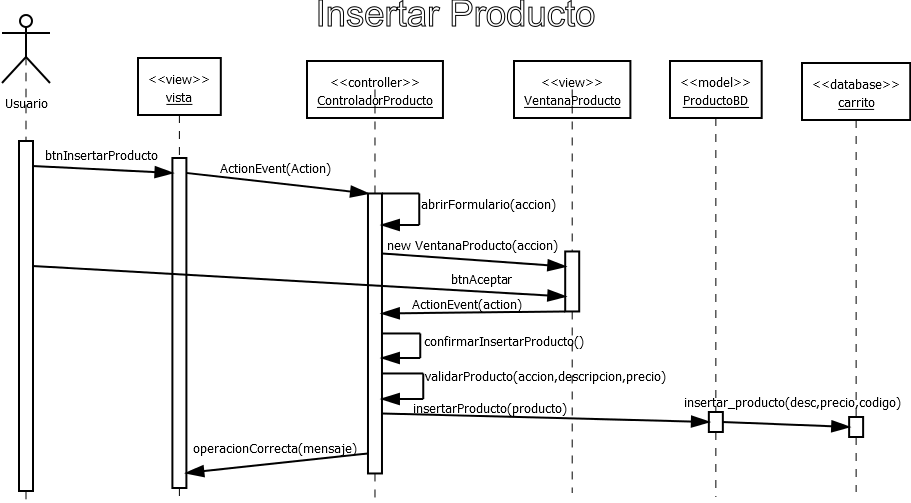 Insertar Producto
Usuario
<<view>>
vista
<<controller>>
ControladorProducto
<<view>>
VentanaProducto
<<model>>
ProductoBD
<<database>>
carrito
btnInsertarProducto
ActionEvent(Action)
abrirFormulario(accion)
new VentanaProducto(accion)
btnAceptar
ActionEvent(action)
confirmarInsertarProducto()
validarProducto(accion,descripcion,precio)
insertarProducto(producto)
insertar_producto(desc,precio,codigo)
operacionCorrecta(mensaje)